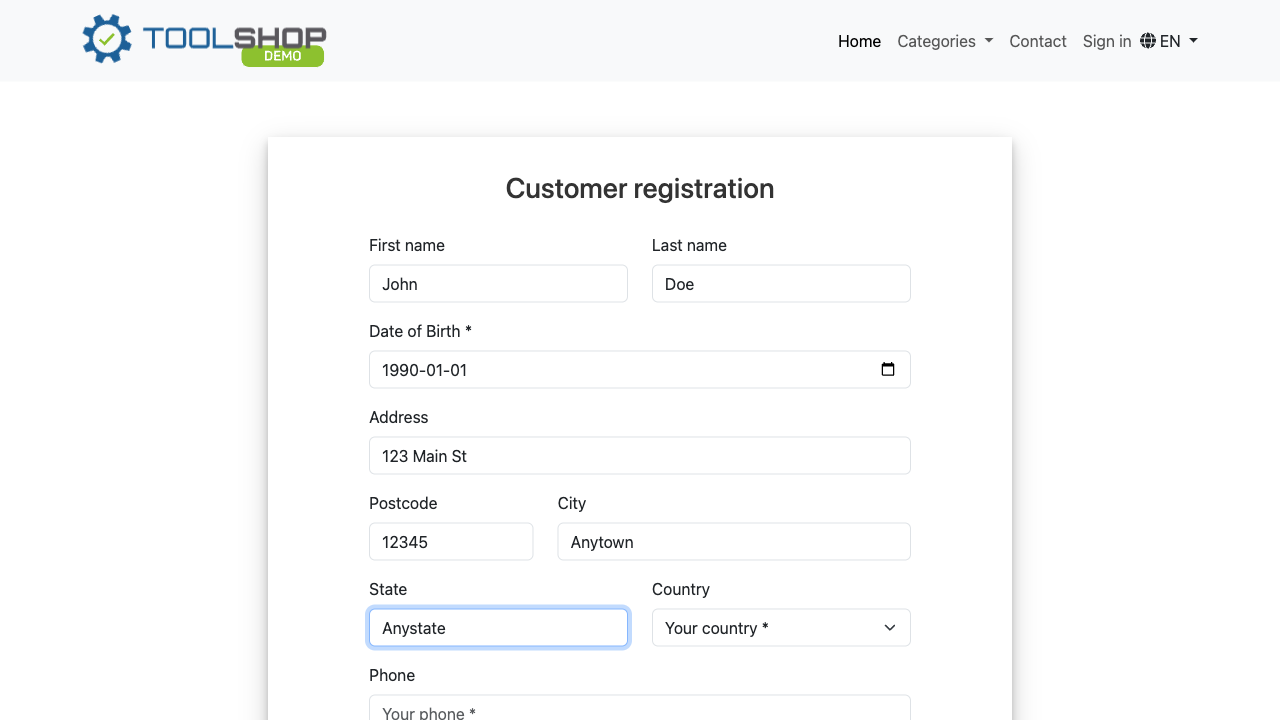 TOOLSHOP
DEMO
Home Categories Contact Sign in EN
Customer registration
First name Last name
John Doe
Date of Birth *
1990-01-01
Address
123 Main St
Postcode City
12345 Anytown
State Country
Anystate Your country *
Phone
Your phone *